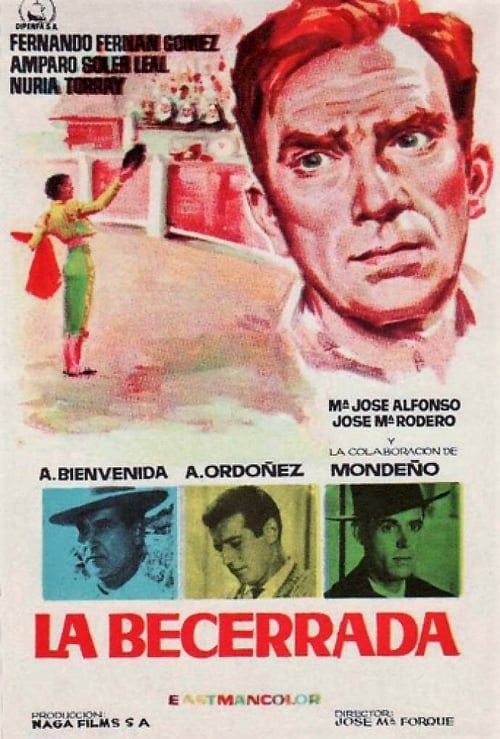 DIPENFA S.A.
FERNANDO FERNAN GOMEZ
AMPARO SOLER LEAL
NURIA TORRAY
Mª JOSE ALFONSO
JOSE Mª RODERO
Y
LA COLABORACION DE
A. BIENVENIDA A. ORDOÑEZ MONDEÑO
LA BECERRADA
EASTMANCOLOR
PRODUCCION:
NAGA FILMS S A
DIRECTOR:
JOSE Mª FORQUE